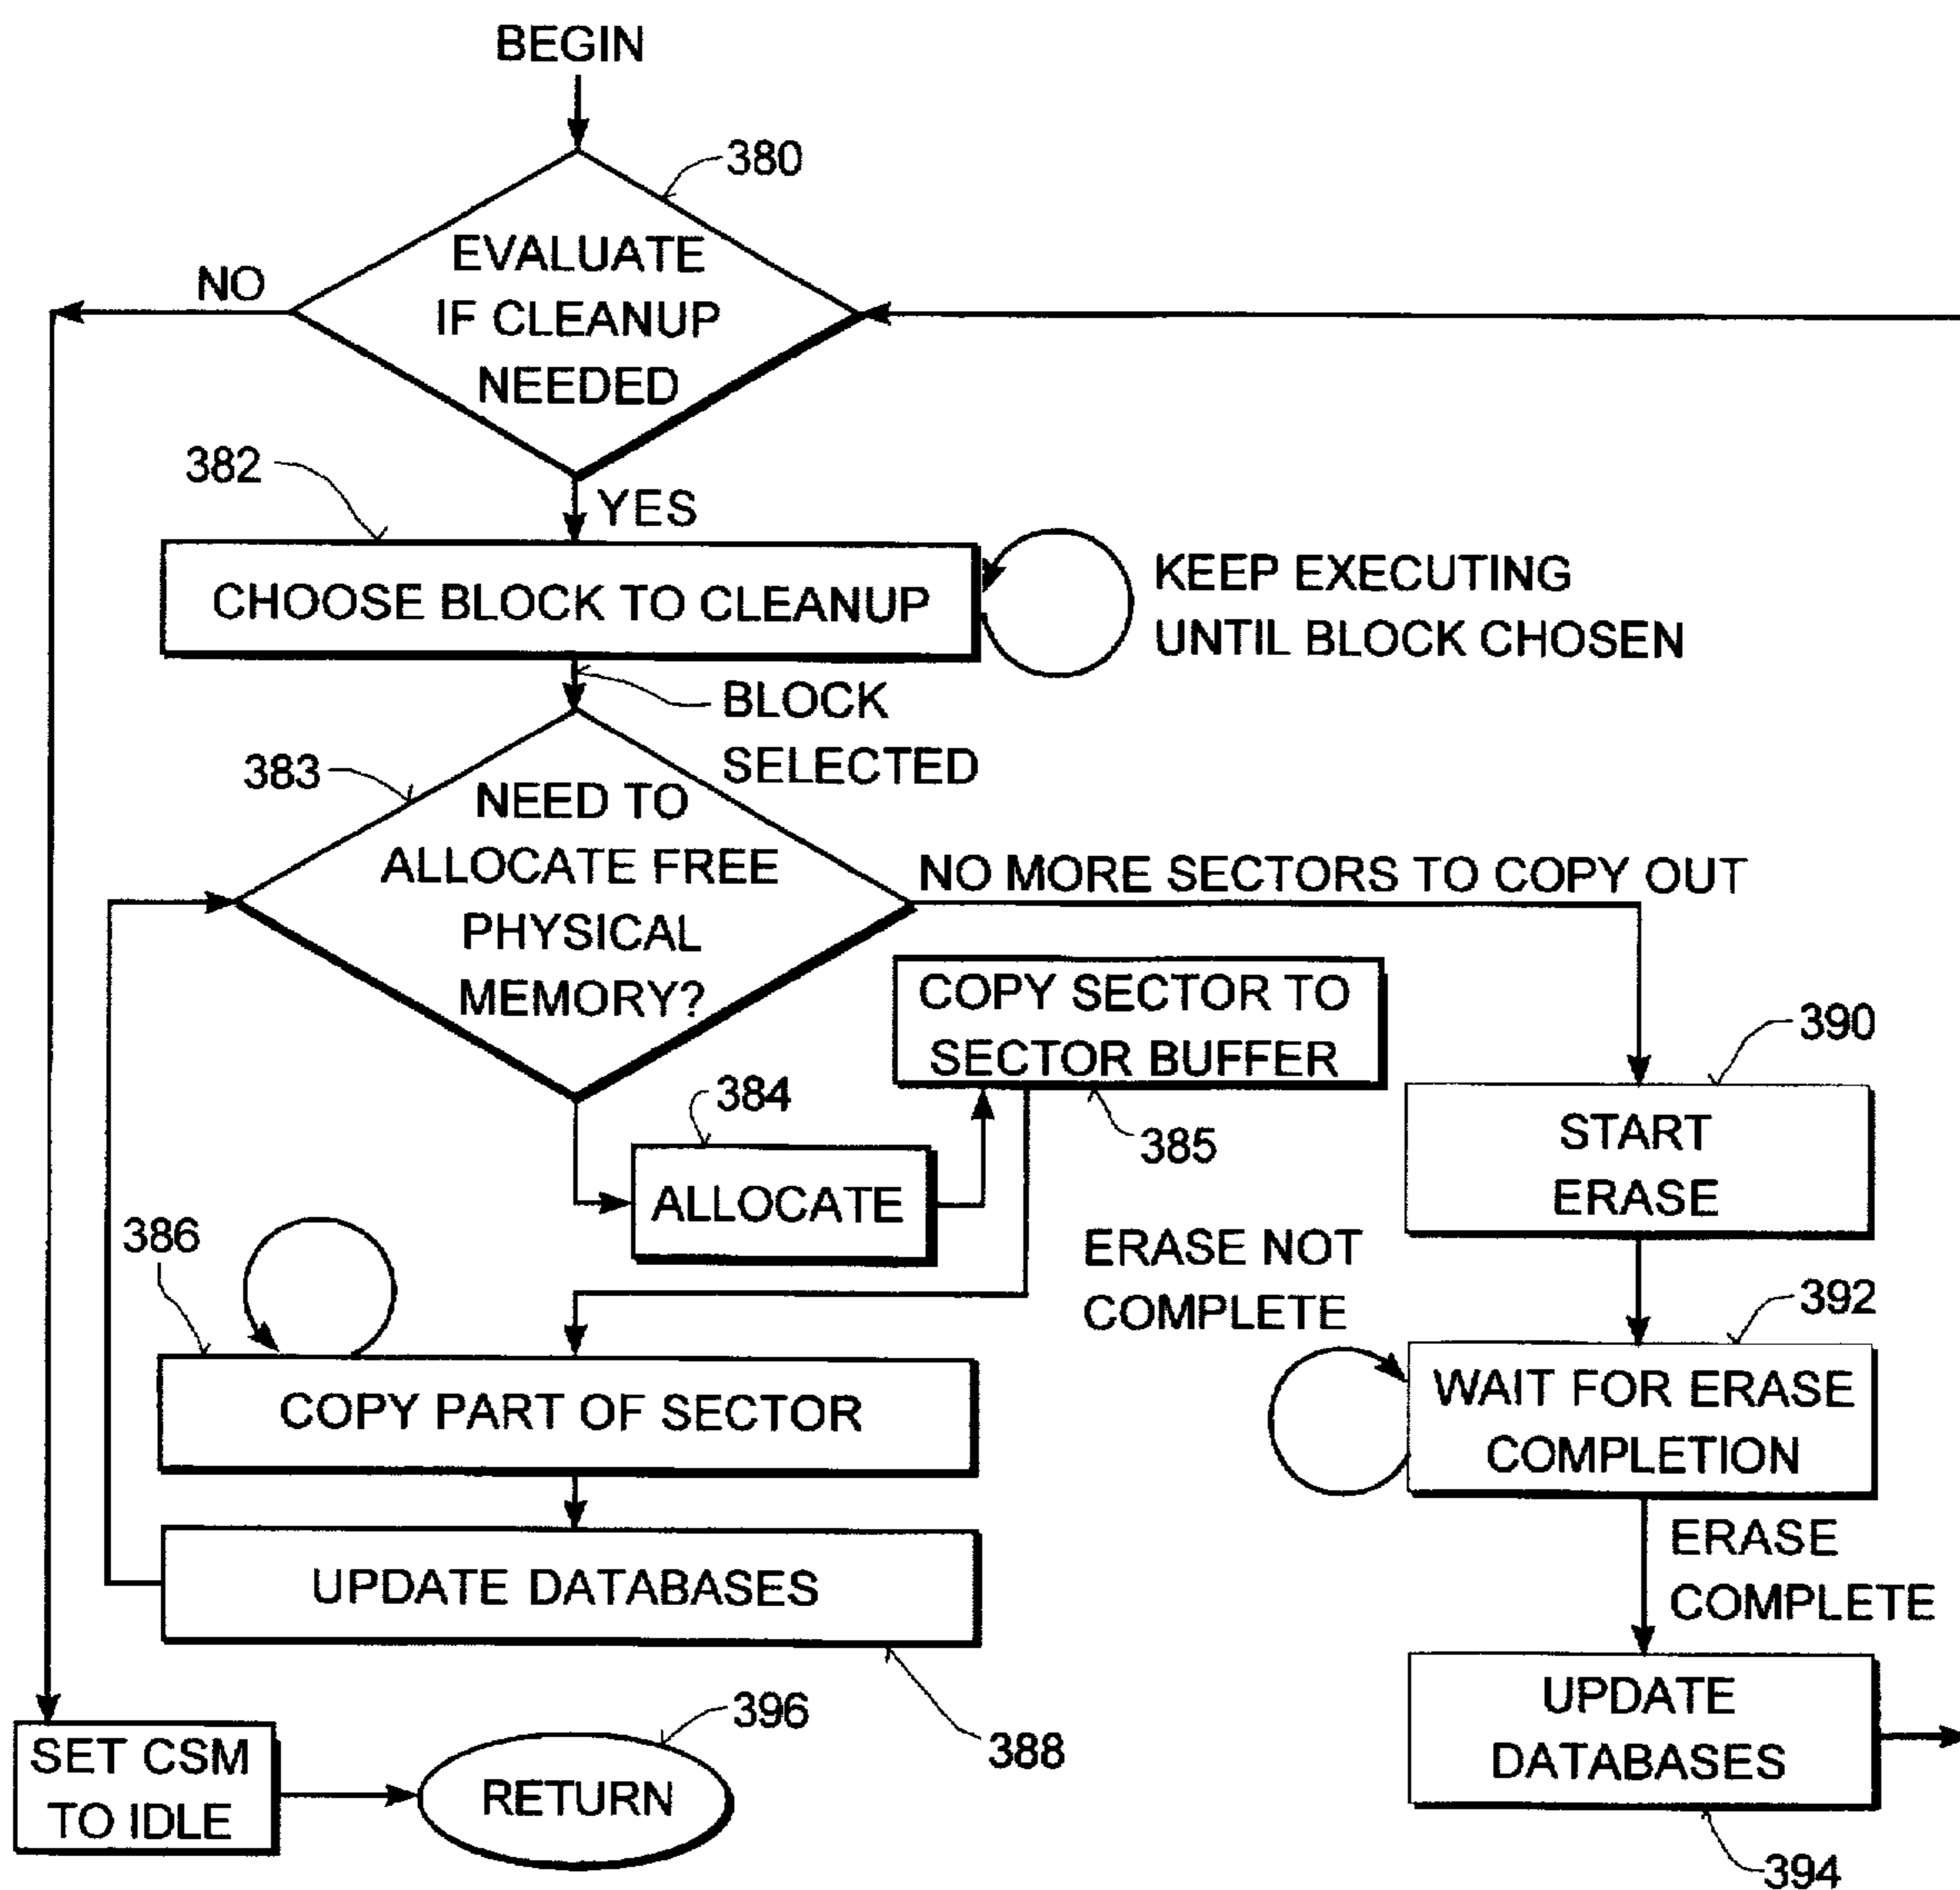 BEGIN
380
EVALUATE
IF CLEANUP
NEEDED
NO
382
YES
CHOOSE BLOCK TO CLEANUP
KEEP EXECUTING
UNTIL BLOCK CHOSEN
BLOCK
SELECTED
383
NEED TO
ALLOCATE FREE
PHYSICAL
MEMORY?
NO MORE SECTORS TO COPY OUT
COPY SECTOR TO
SECTOR BUFFER
385
384
ALLOCATE
390
START
ERASE
386
ERASE NOT
COMPLETE
392
COPY PART OF SECTOR
WAIT FOR ERASE
COMPLETION
ERASE
COMPLETE
UPDATE DATABASES
388
UPDATE
DATABASES
394
SET CSM
TO IDLE
396
RETURN